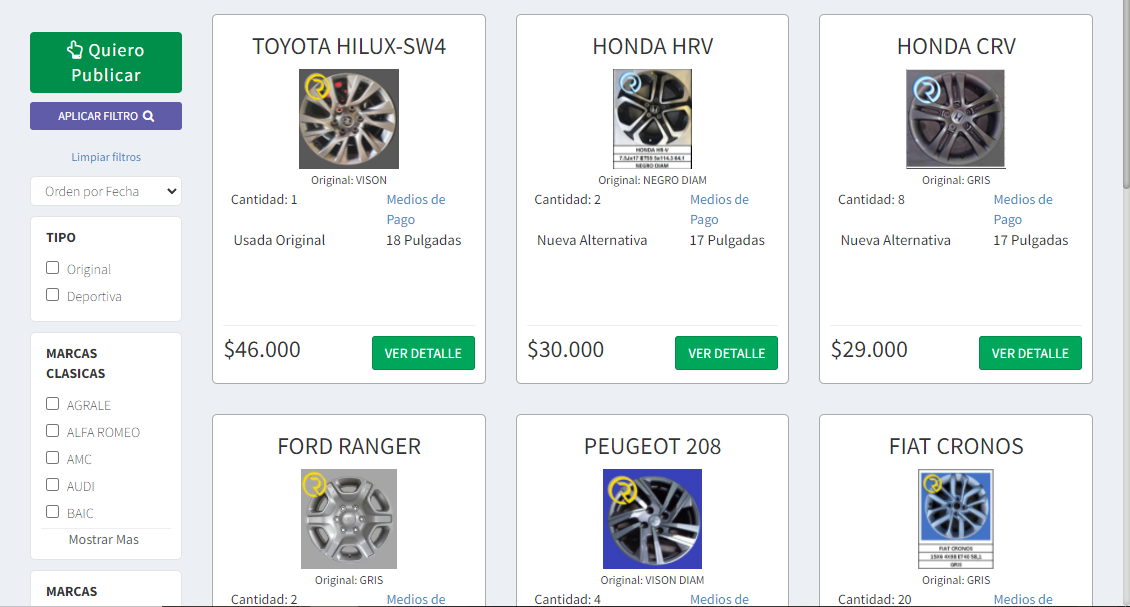 Quiero
Publicar
APLICAR FILTRO
Limpiar filtros
Orden por Fecha
TIPO
Original
Deportiva
MARCAS
CLASICAS
AGRALE
ALFA ROMEO
AMC
AUDI
BAIC
Mostrar Mas
MARCAS
TOYOTA HILUX-SW4
Original: VISON
Cantidad: 1
Medios de
Pago
Usada Original
18 Pulgadas
$46.000
VER DETALLE
HONDA HRV
HONDA HR-V
7.5Jx17 ET55 5x114.3 64.1
NEGRO DIAM
Original: NEGRO DIAM
Cantidad: 2
Medios de
Pago
Nueva Alternativa
17 Pulgadas
$30.000
VER DETALLE
HONDA CRV
Original: GRIS
Cantidad: 8
Medios de
Pago
Nueva Alternativa
17 Pulgadas
$29.000
VER DETALLE
FORD RANGER
Original: GRIS
Cantidad: 2
Medios de
PEUGEOT 208
Original: VISON DIAM
Cantidad: 4
Medios de
FIAT CRONOS
FIAT CRONOS
15X6 4X98 ET40 58,1
GRIS
Original: GRIS
Cantidad: 20
Medios de